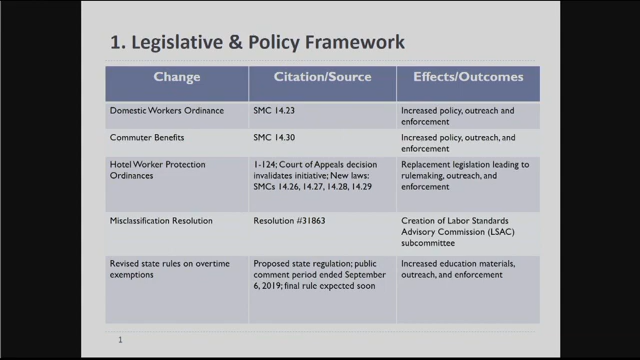 1. Legislative & Policy Framework
Change
Citation/Source
Effects/Outcomes
Domestic Workers Ordinance
SMC 14.23
Increased policy, outreach and
enforcement
Commuter Benefits
SMC 14.30
Increased policy, outreach, and
enforcement
Hotel Worker Protection
Ordinances
1-124; Court of Appeals decision
invalidates initiative; New laws:
SMCs 14.26, 14.27, 14.28, 14.29
Replacement legislation leading to
rulemaking, outreach, and
enforcement
Misclassification Resolution
Resolution #31863
Creation of Labor Standards
Advisory Commission (LSAC)
subcommittee
Revised state rules on overtime
exemptions
Proposed state regulation; public
comment period ended September
6, 2019; final rule expected soon
Increased education materials,
outreach, and enforcement
1